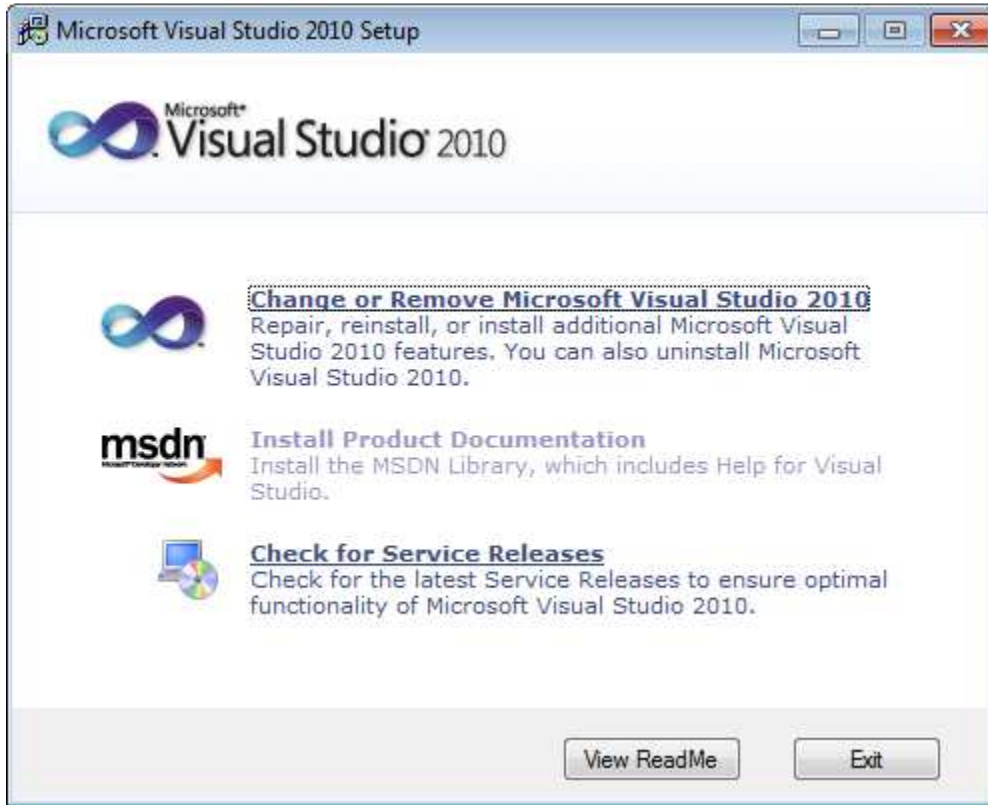 Microsoft Visual Studio 2010 Setup
Microsoft®
Visual Studio® 2010
Change or Remove Microsoft Visual Studio 2010
Repair, reinstall, or install additional Microsoft Visual
Studio 2010 features. You can also uninstall Microsoft
Visual Studio 2010.
msdn
Microsoft Developer Network
Install Product Documentation
Install the MSDN Library, which includes Help for Visual
Studio.
Check for Service Releases
Check for the latest Service Releases to ensure optimal
functionality of Microsoft Visual Studio 2010.
View ReadMe
Exit